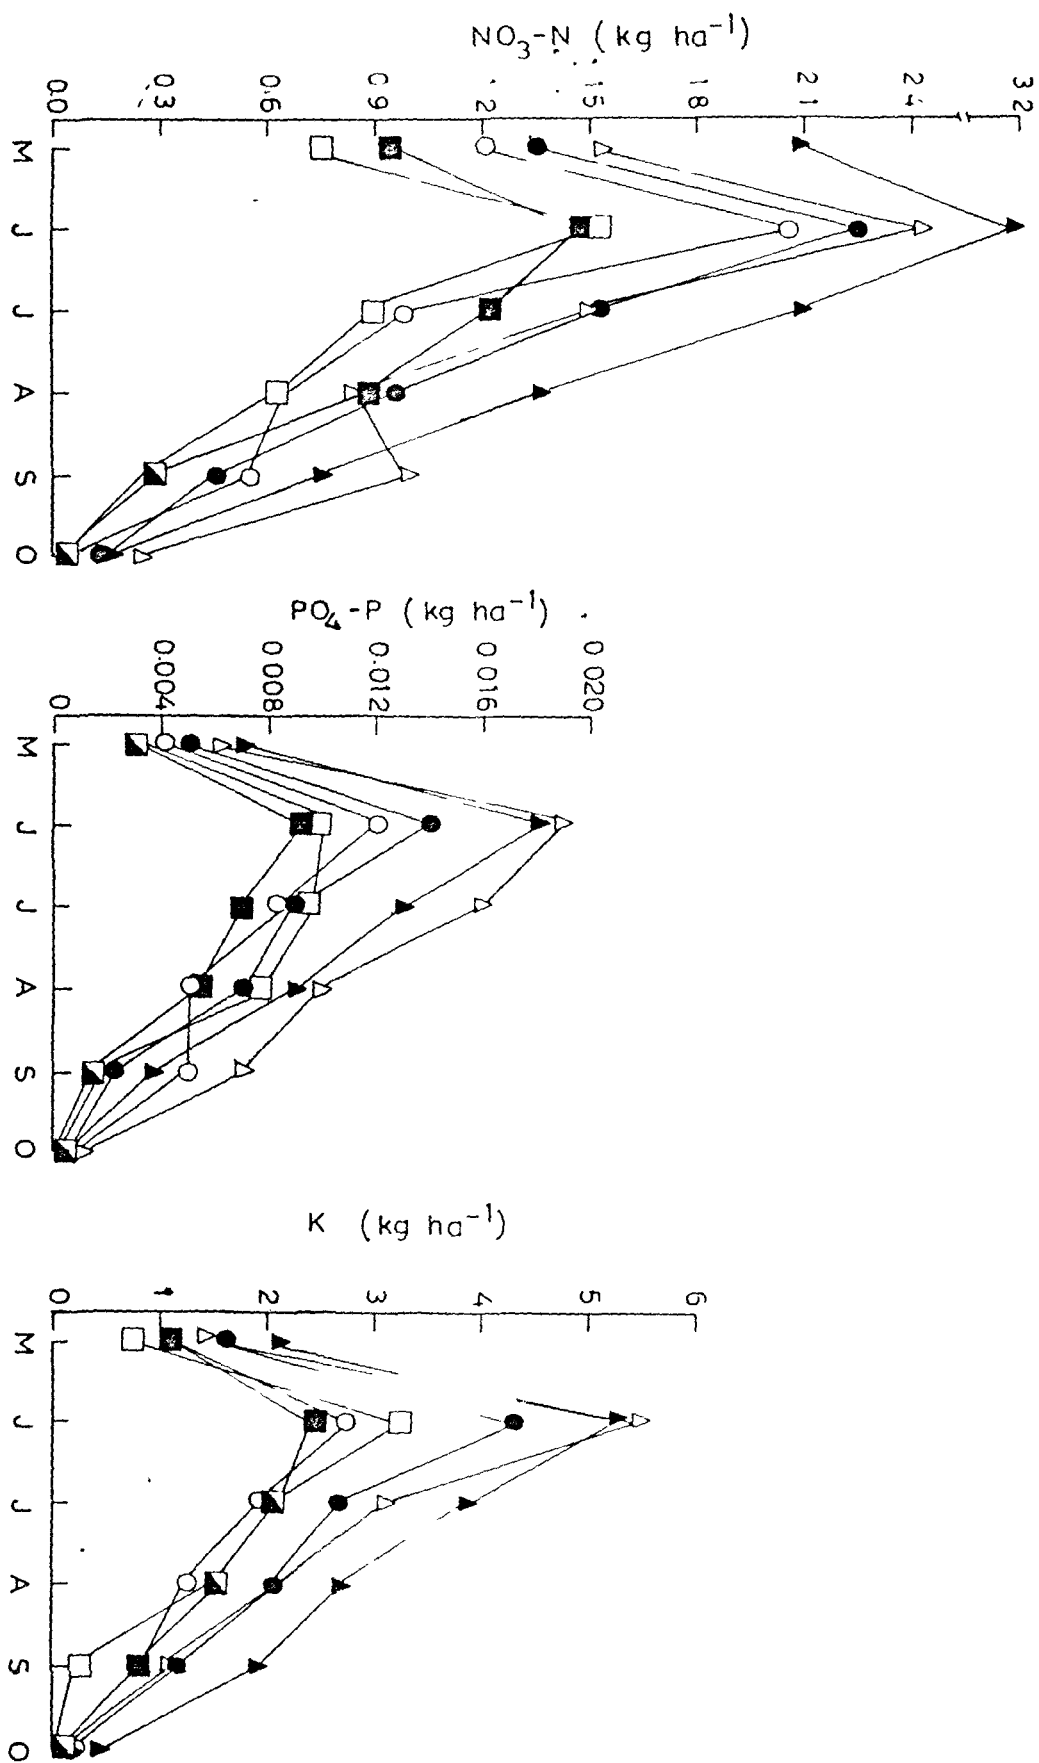 NO₃-N (kg ha⁻¹)
0.0 0.3 0.6 0.9 1.2 1.5 1.8 2.1 2.4 3.2
M J J A S O
PO₄-P (kg ha⁻¹)
0 0.004 0.008 0.012 0.016 0.020
M J J A S O
K (kg ha⁻¹)
0 1 2 3 4 5 6
M J J A S O